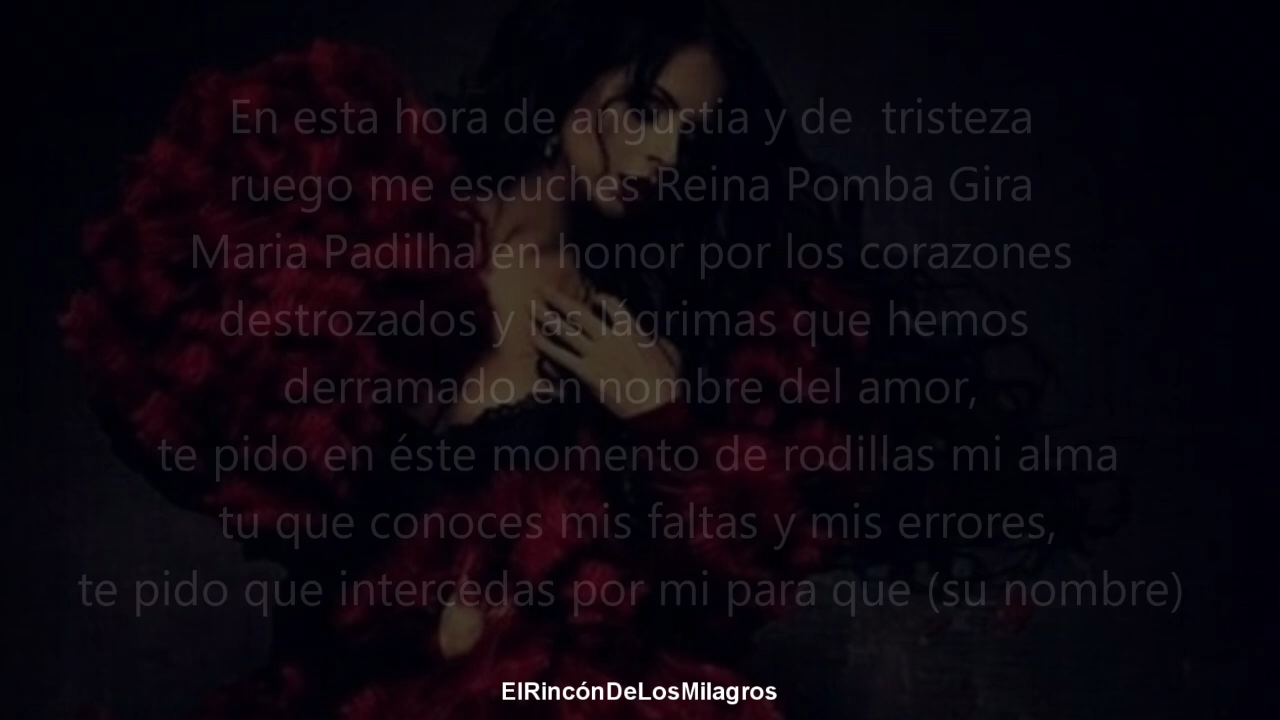 En esta hora de angustia y de tristeza
ruego me escuches Reina Pomba Gira
Maria Padilha en honor por los corazones
destrozados y las lágrimas que hemos
derramado en nombre del amor,
te pido en éste momento de rodillas mi alma
tu que conoces mis faltas y mis errores,
te pido que intercedas por mi para que (su nombre)
ElRincónDeLosMilagros